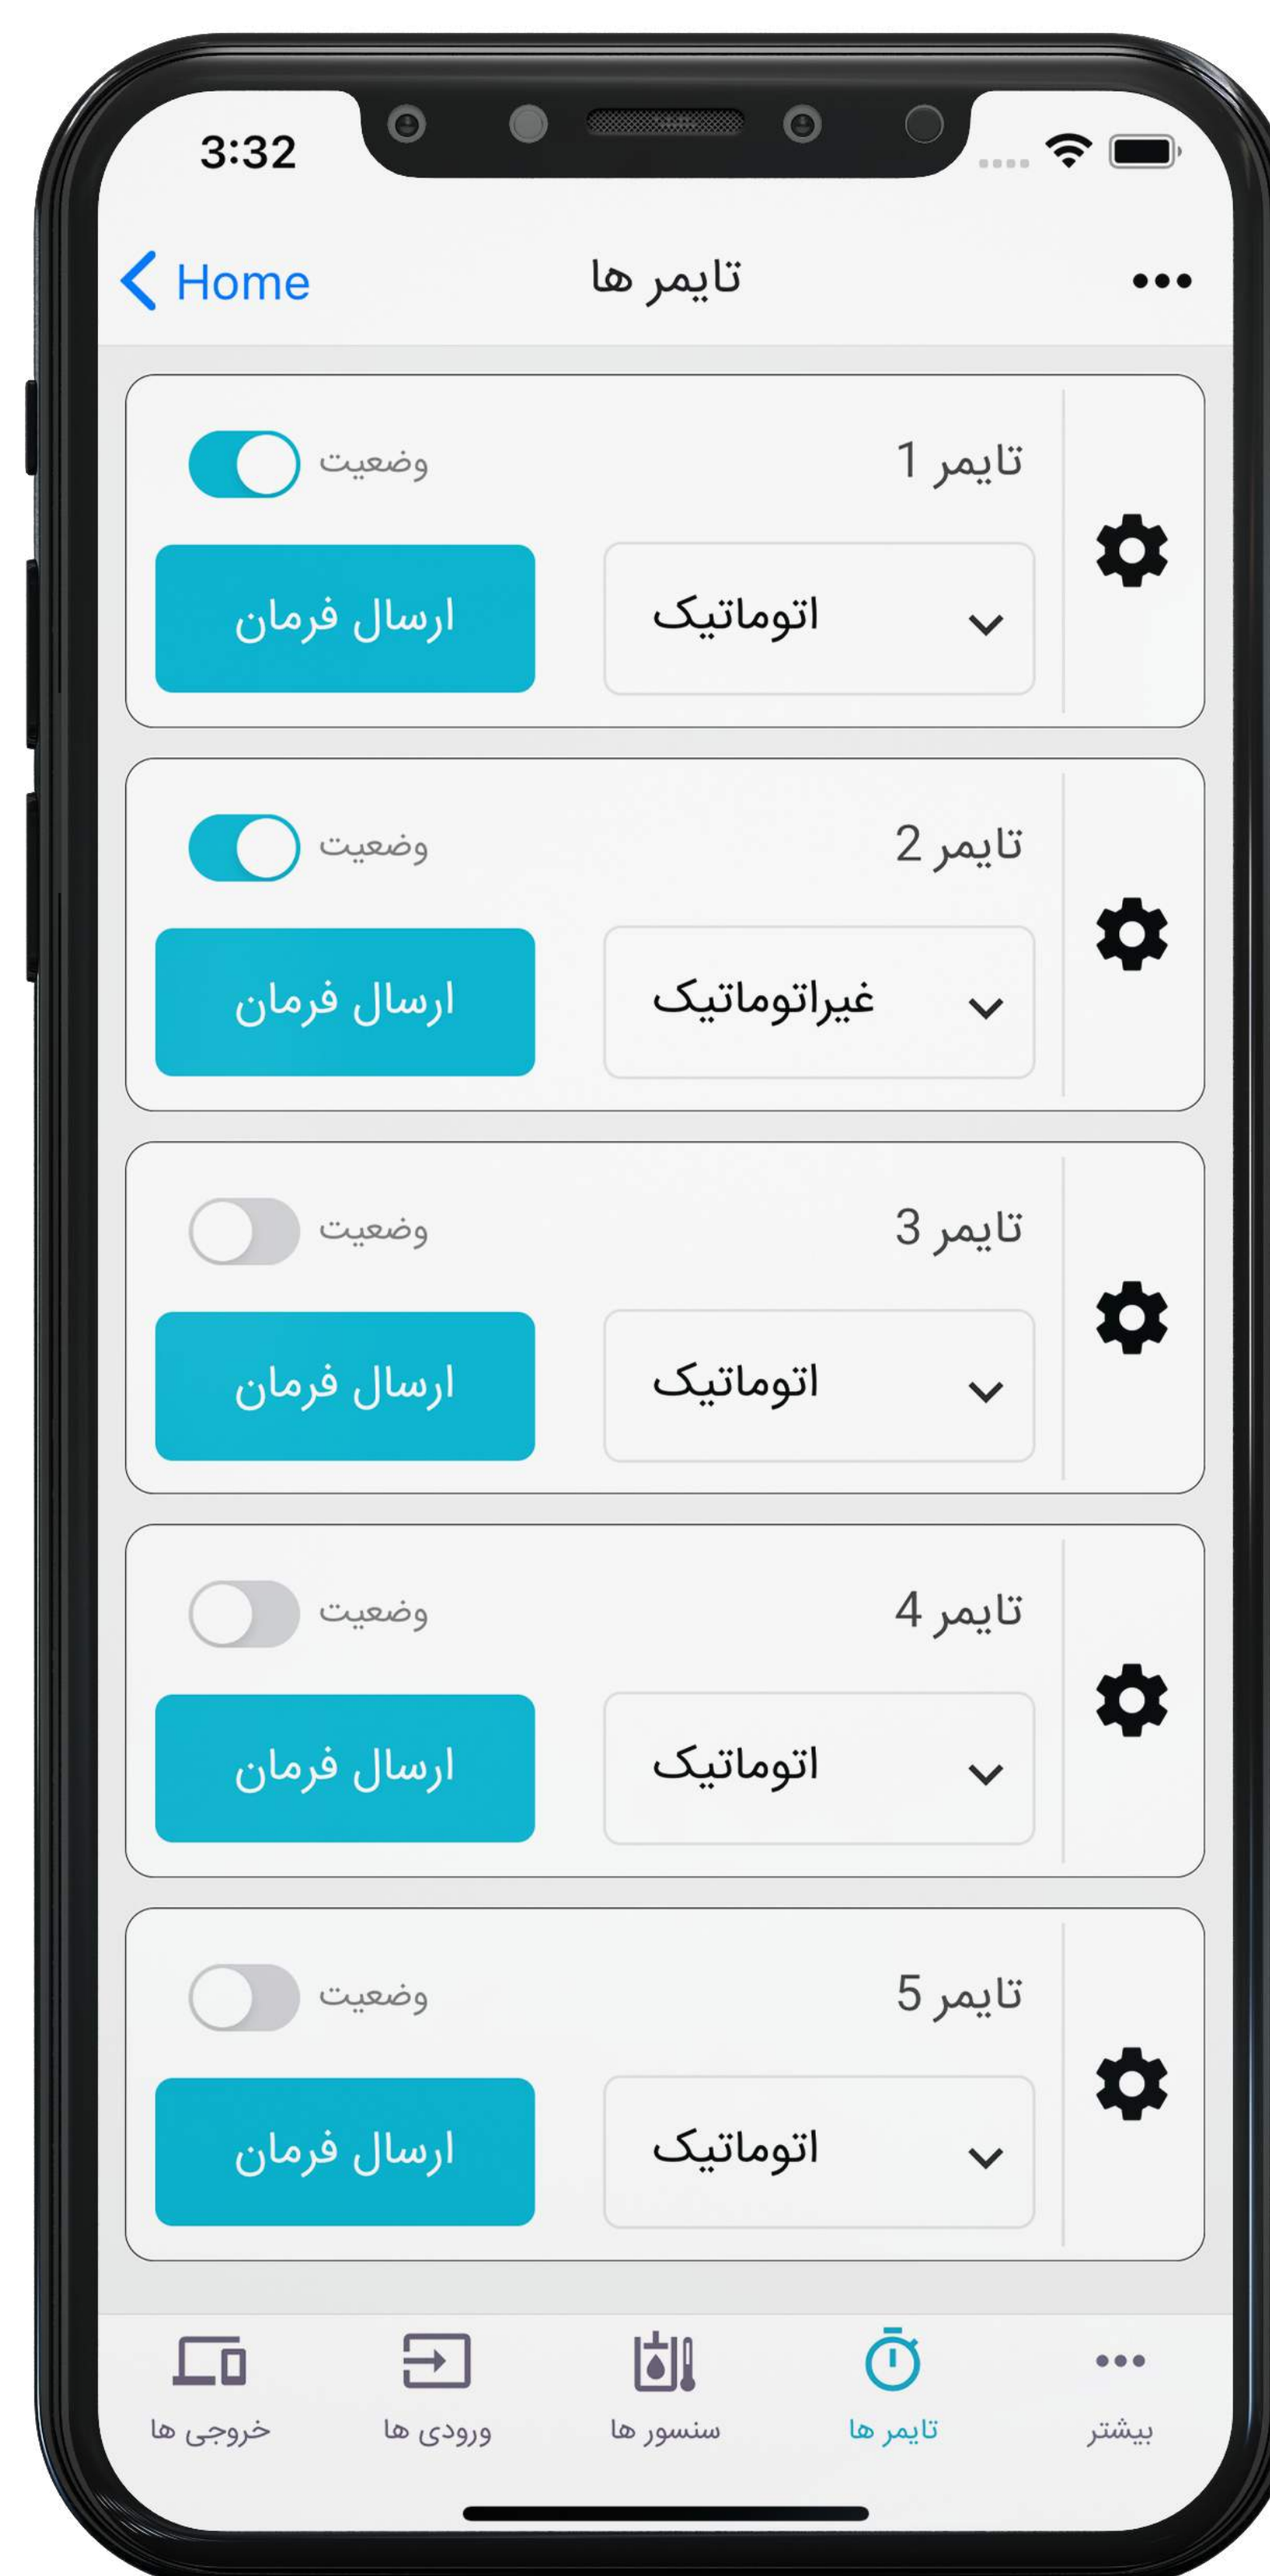 3:32
Home
تایمر ها
تایمر 1
وضعیت
اتوماتیک
ارسال فرمان
تایمر 2
وضعیت
غیراتوماتیک
ارسال فرمان
تایمر 3
وضعیت
اتوماتیک
ارسال فرمان
تایمر 4
وضعیت
اتوماتیک
ارسال فرمان
تایمر 5
وضعیت
اتوماتیک
ارسال فرمان
بیشتر
تایمر ها
سنسور ها
ورودی ها
خروجی ها